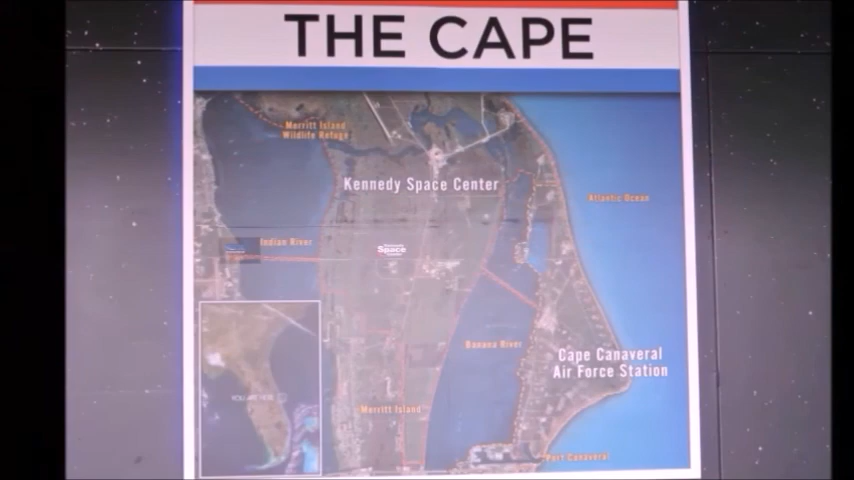 THE CAPE
Merritt Island
Wildlife Refuge
Kennedy Space Center
Atlantic Ocean
Indian River
Space
Banana River
Cape Canaveral
Air Force Station
YOU ARE HERE
Merritt Island
Port Canaveral